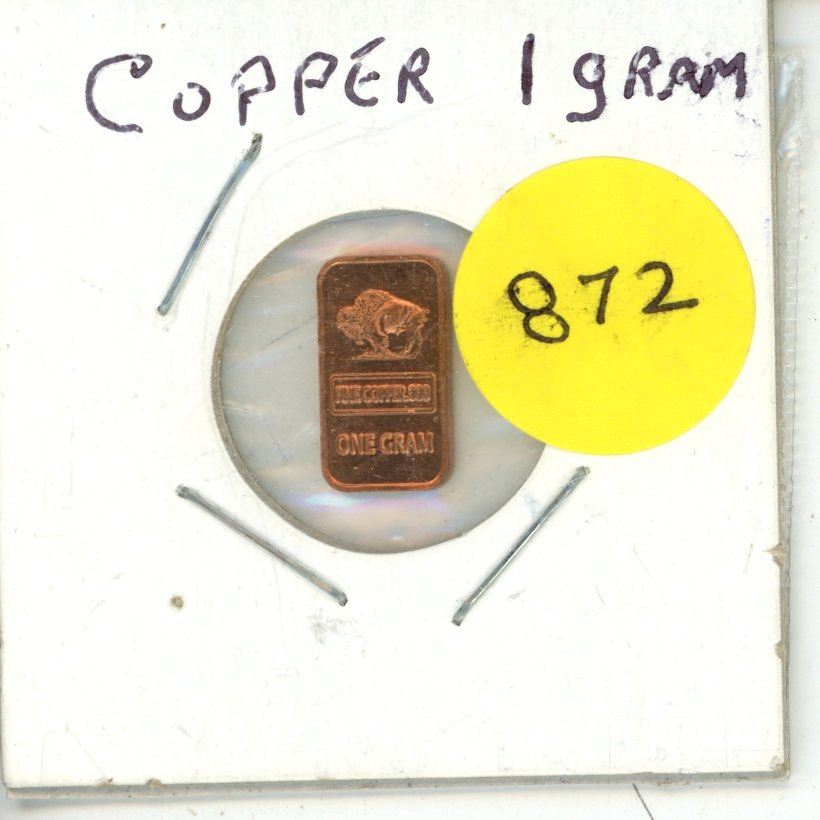 COPPER 1 gRAM
872
FINE COPPER .999
ONE GRAM